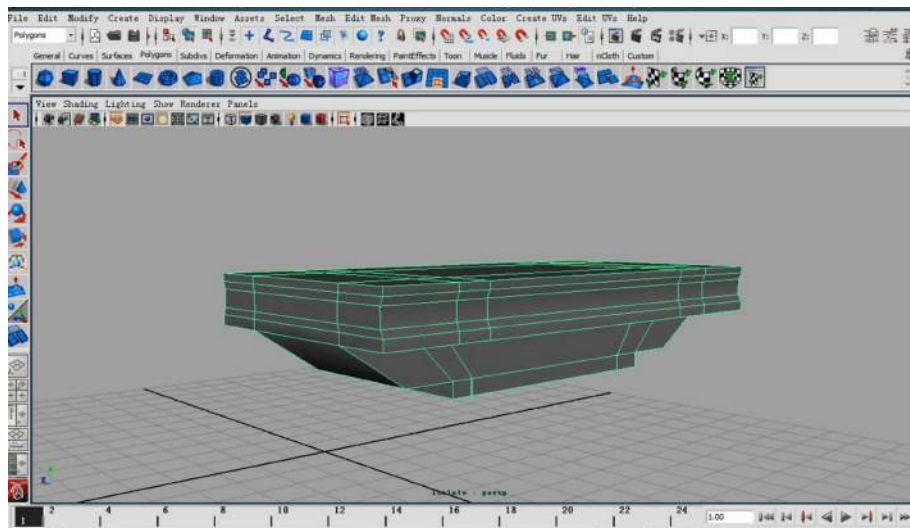 File Edit Modify Create Display Window Assets Select Mesh Edit Mesh Proxy Normals Color Create UVs Edit UVs Help
Polygons X: Y: Z:
General Curves Surfaces Polygons Subdivs Deformation Animation Dynamics Rendering PaintEffects Toon Muscle Fluids Fur Hair nCloth Custom
View Shading Lighting Show Renderer Panels
persp
2 4 6 8 10 12 14 16 18 20 22 24
1 1.00